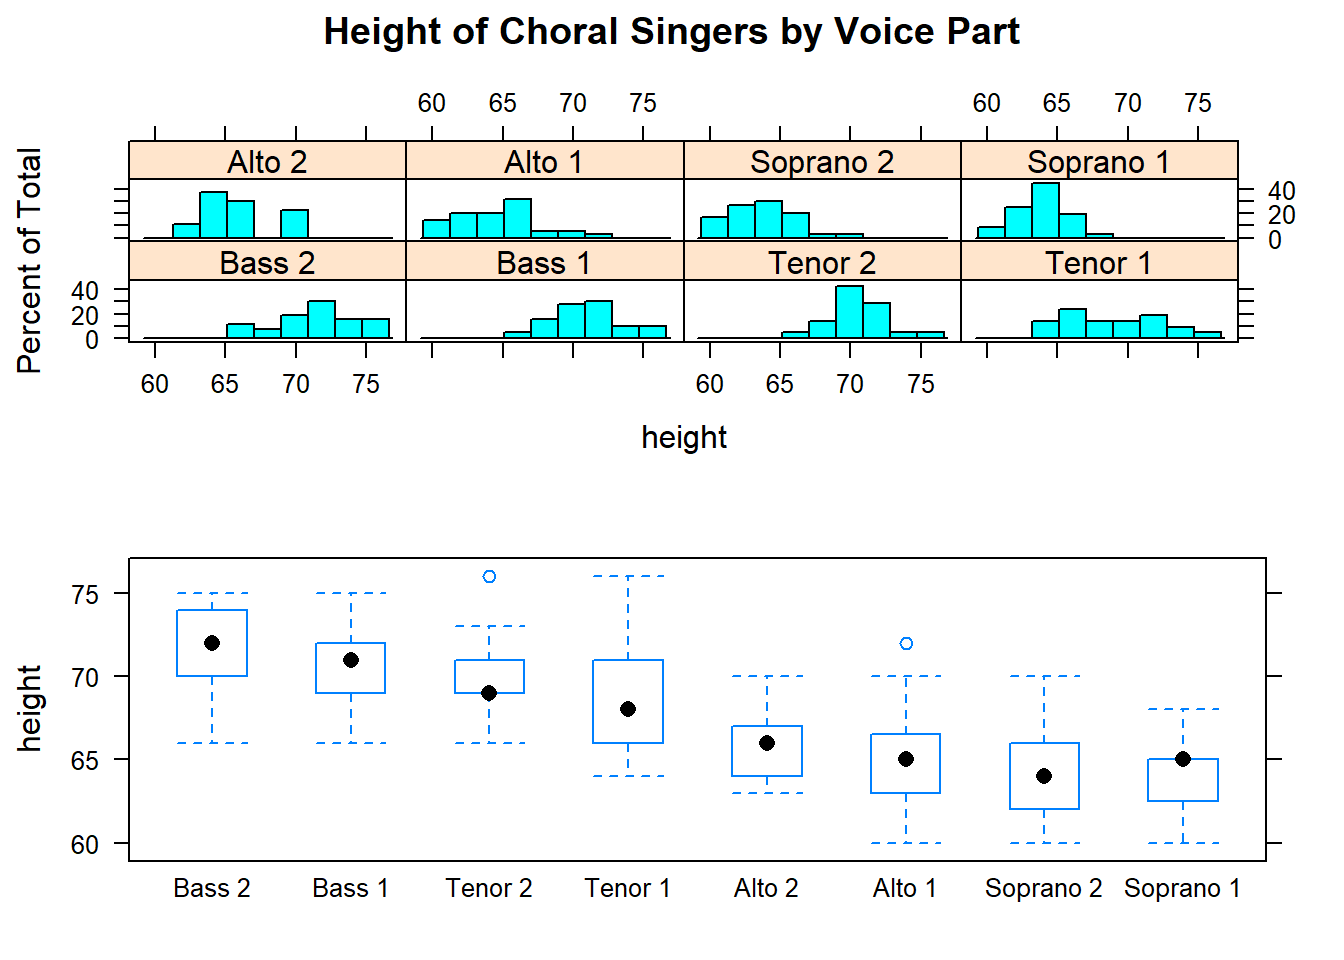 Height of Choral Singers by Voice Part
60 65 70 75 60 65 70 75
Alto 2 Alto 1 Soprano 2 Soprano 1
40
20
0
Percent of Total
Bass 2 Bass 1 Tenor 2 Tenor 1
40
20
0
60 65 70 75 60 65 70 75
height
height
75
70
65
60
Bass 2 Bass 1 Tenor 2 Tenor 1 Alto 2 Alto 1 Soprano 2 Soprano 1